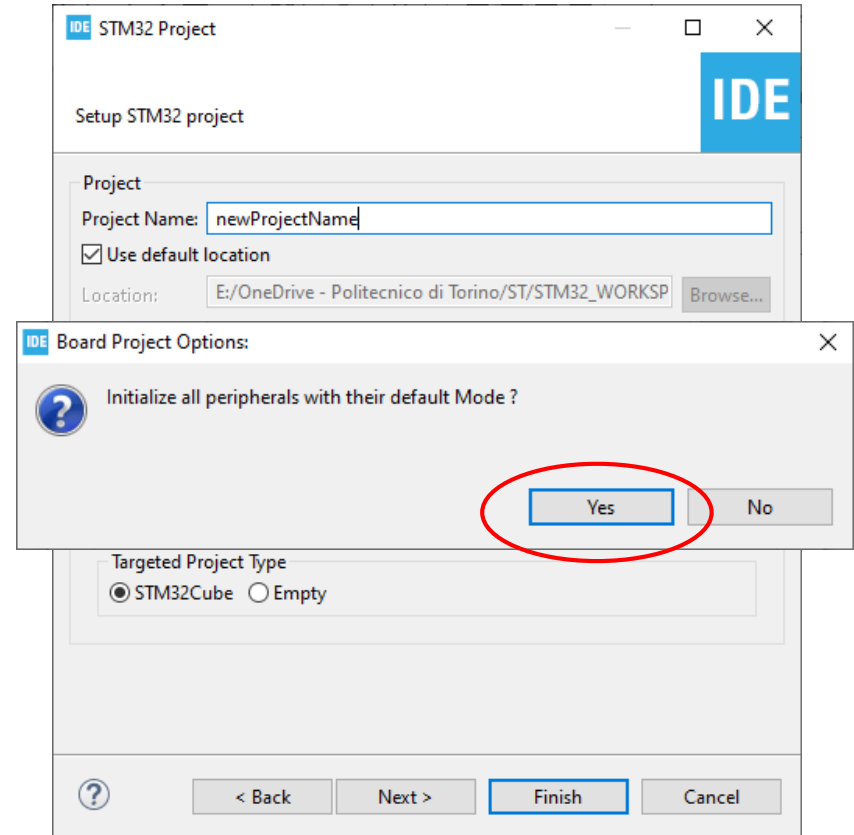 IDE STM32 Project
IDE
Setup STM32 project
Project
Project Name: newProjectName
Use default location
Location: E:/OneDrive - Politecnico di Torino/ST/STM32_WORKSP Browse...
IDE Board Project Options:
Initialize all peripherals with their default Mode ?
Yes No
Targeted Project Type
STM32Cube Empty
< Back Next > Finish Cancel